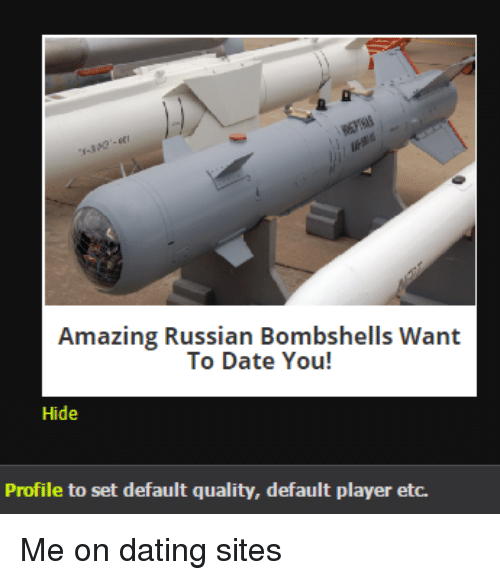 Amazing Russian Bombshells Want
To Date You!
Hide
Profile to set default quality, default player etc.
Me on dating sites